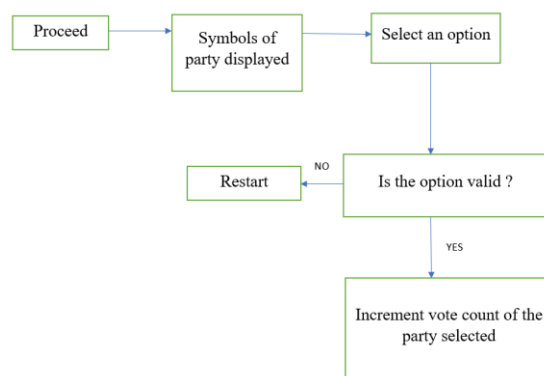 Proceed
Symbols of
party displayed
Select an option
NO
Restart
Is the option valid ?
YES
Increment vote count of the
party selected